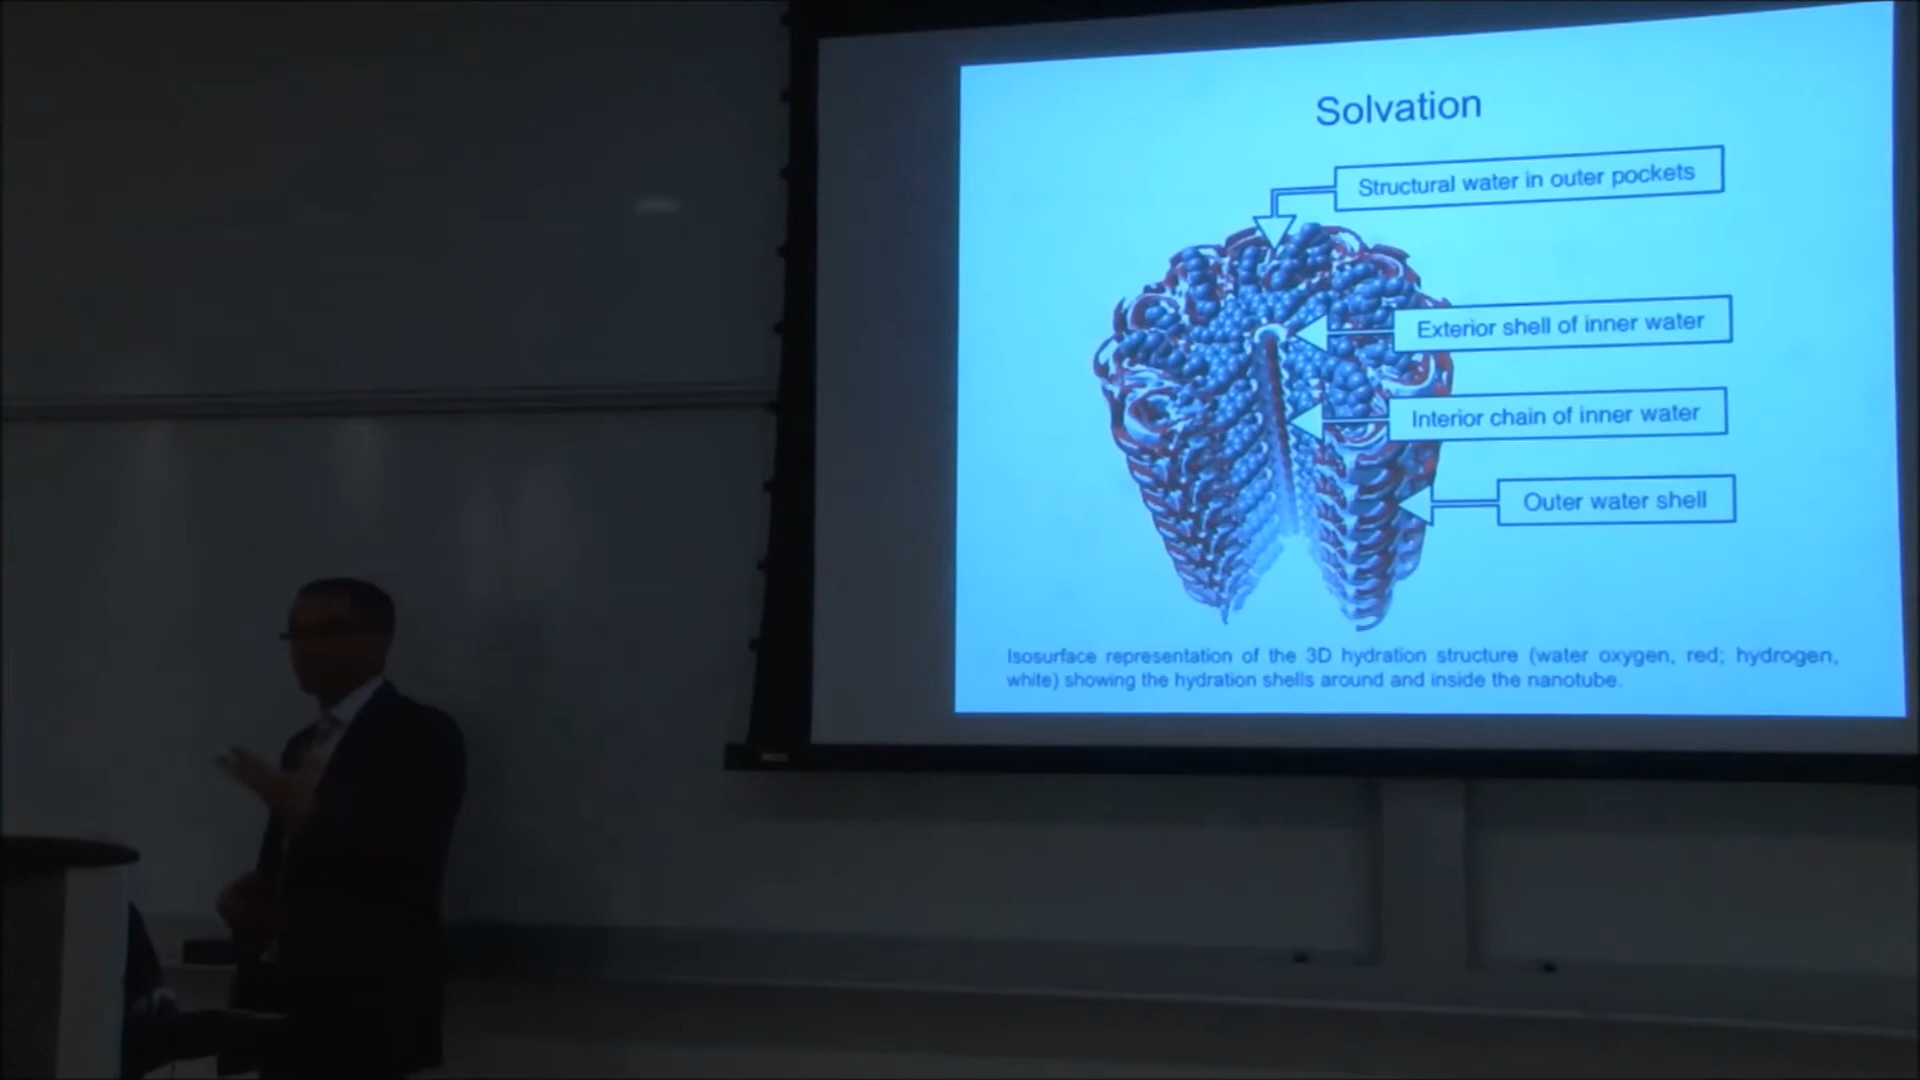 Solvation
Structural water in outer pockets
Exterior shell of inner water
Interior chain of inner water
Outer water shell
Isosurface representation of the 3D hydration structure (water oxygen, red; hydrogen,
white) showing the hydration shells around and inside the nanotube.